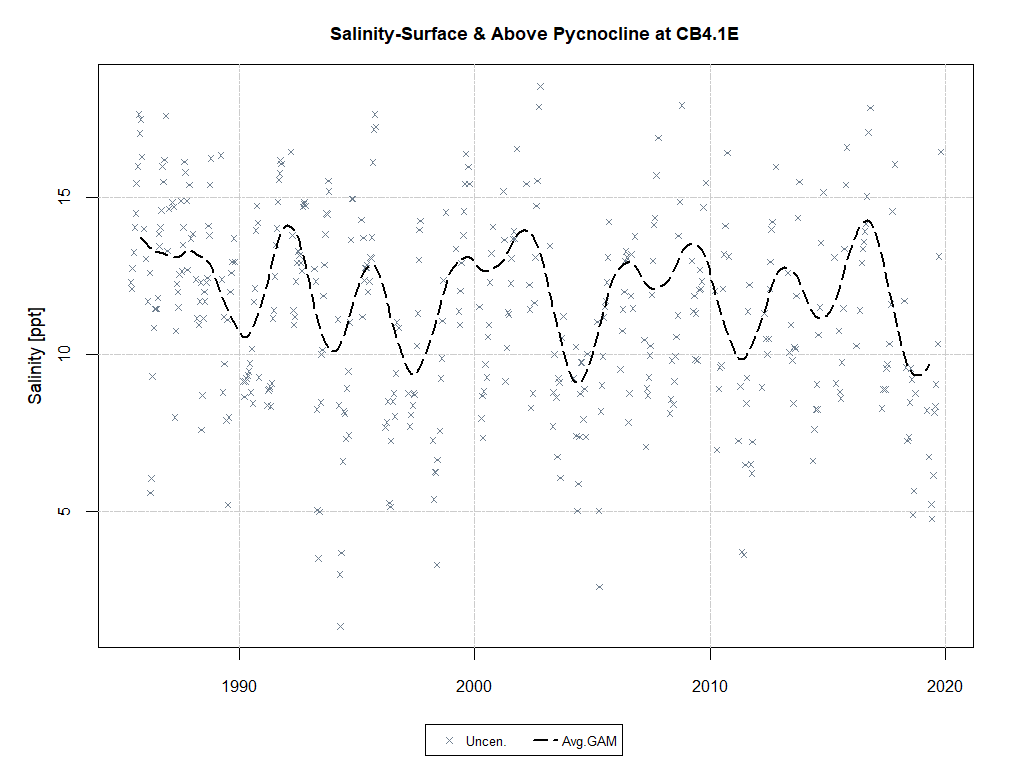 Salinity-Surface & Above Pycnocline at CB4.1E
Salinity [ppt]
15
10
5
1990 2000 2010 2020
Uncen. Avg.GAM